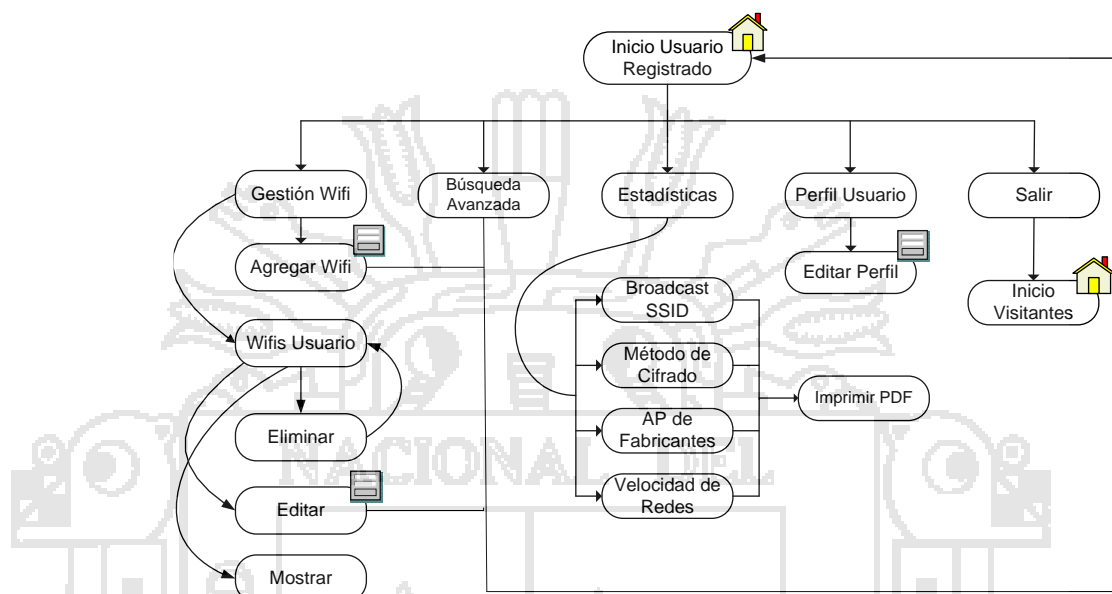 Inicio Usuario
Registrado
Gestión Wifi
Búsqueda
Avanzada
Estadísticas
Perfil Usuario
Salir
Agregar Wifi
Editar Perfil
Broadcast
SSID
Inicio
Visitantes
Wifis Usuario
Método de
Cifrado
Imprimir PDF
Eliminar
AP de
Fabricantes
NACIONAL DEL
Velocidad de
Redes
Editar
Mostrar